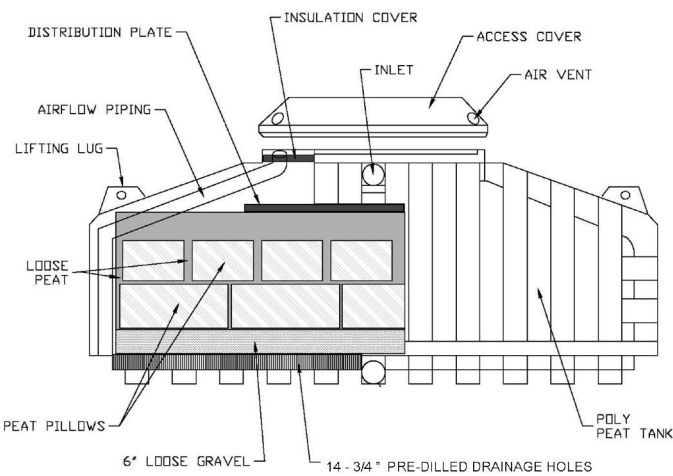 INSULATION COVER
DISTRIBUTION PLATE
ACCESS COVER
INLET
AIR VENT
AIRFLOW PIPING
LIFTING LUG
LOOSE
PEAT
PEAT PILLOWS
POLY
PEAT TANK
6" LOOSE GRAVEL
14 - 3/4 " PRE-DILLED DRAINAGE HOLES